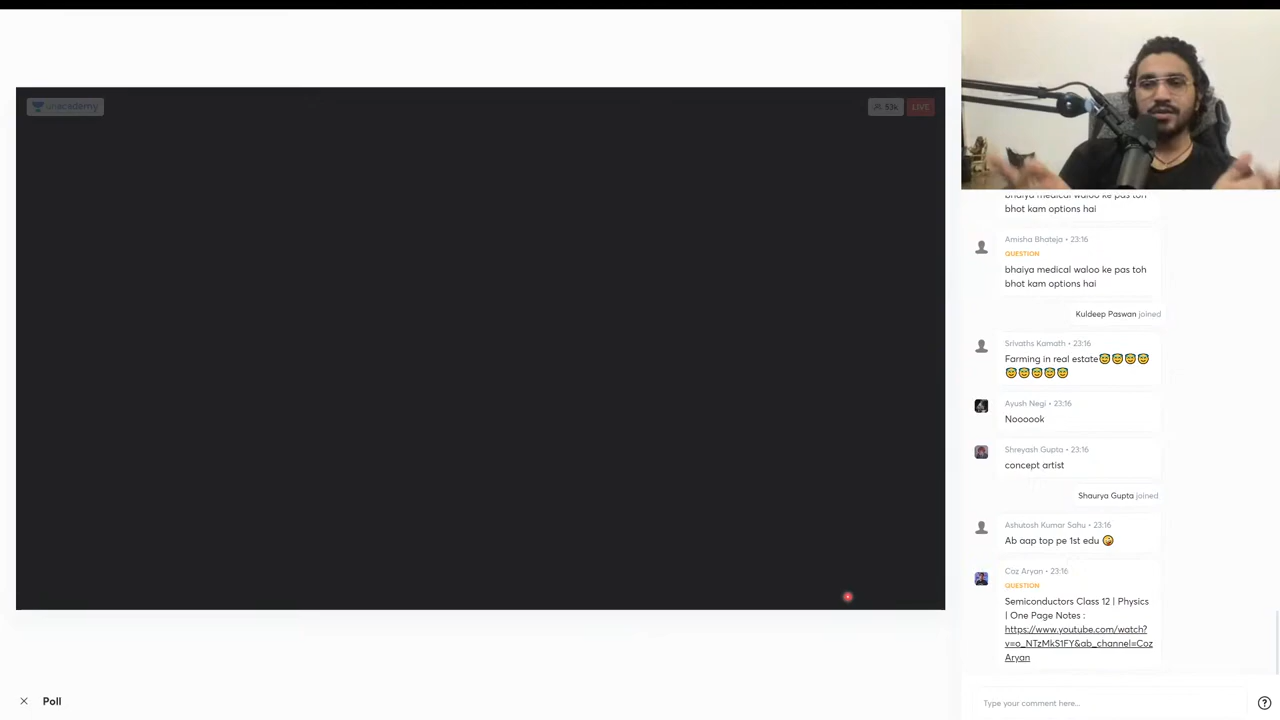 unacademy
53k
LIVE
bhaiya medical waloo ke pas toh
bhot kam options hai
Amisha Bhateja • 23:16
QUESTION
bhaiya medical waloo ke pas toh
bhot kam options hai
Kuldeep Paswan joined
Srivaths Kamath • 23:16
Farming in real estate😇😇😇😇
😇😇😇😇😇
Ayush Negi • 23:16
Noooook
Shreyash Gupta • 23:16
concept artist
Shaurya Gupta joined
Ashutosh Kumar Sahu • 23:16
Ab aap top pe 1st edu 🤪
Coz Aryan • 23:16
QUESTION
Semiconductors Class 12 | Physics
| One Page Notes :
https://www.youtube.com/watch?
v=o_NTzMkS1FY&ab_channel=Coz
Aryan
Poll
Type your comment here...